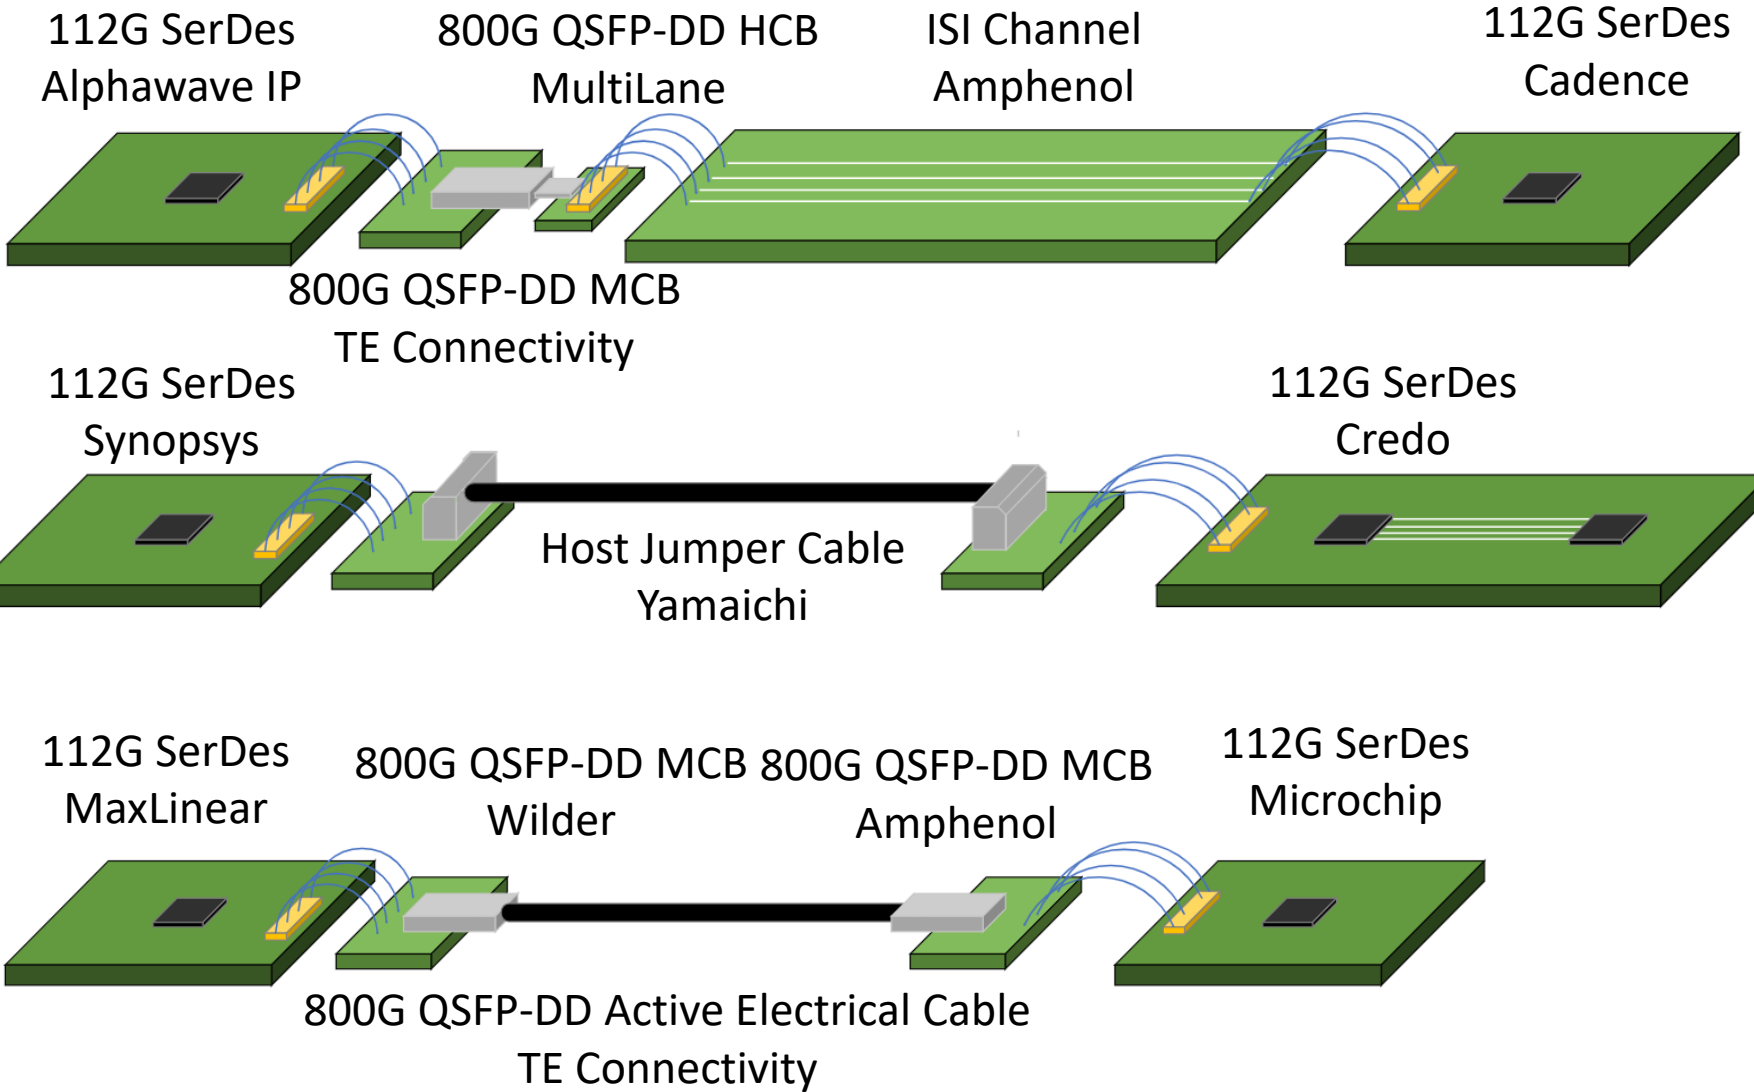 112G SerDes
Alphawave IP
800G QSFP-DD HCB
MultiLane
ISI Channel
Amphenol
112G SerDes
Cadence
800G QSFP-DD MCB
TE Connectivity
112G SerDes
Synopsys
Host Jumper Cable
Yamaichi
112G SerDes
Credo
112G SerDes
MaxLinear
800G QSFP-DD MCB
Wilder
800G QSFP-DD MCB
Amphenol
112G SerDes
Microchip
800G QSFP-DD Active Electrical Cable
TE Connectivity